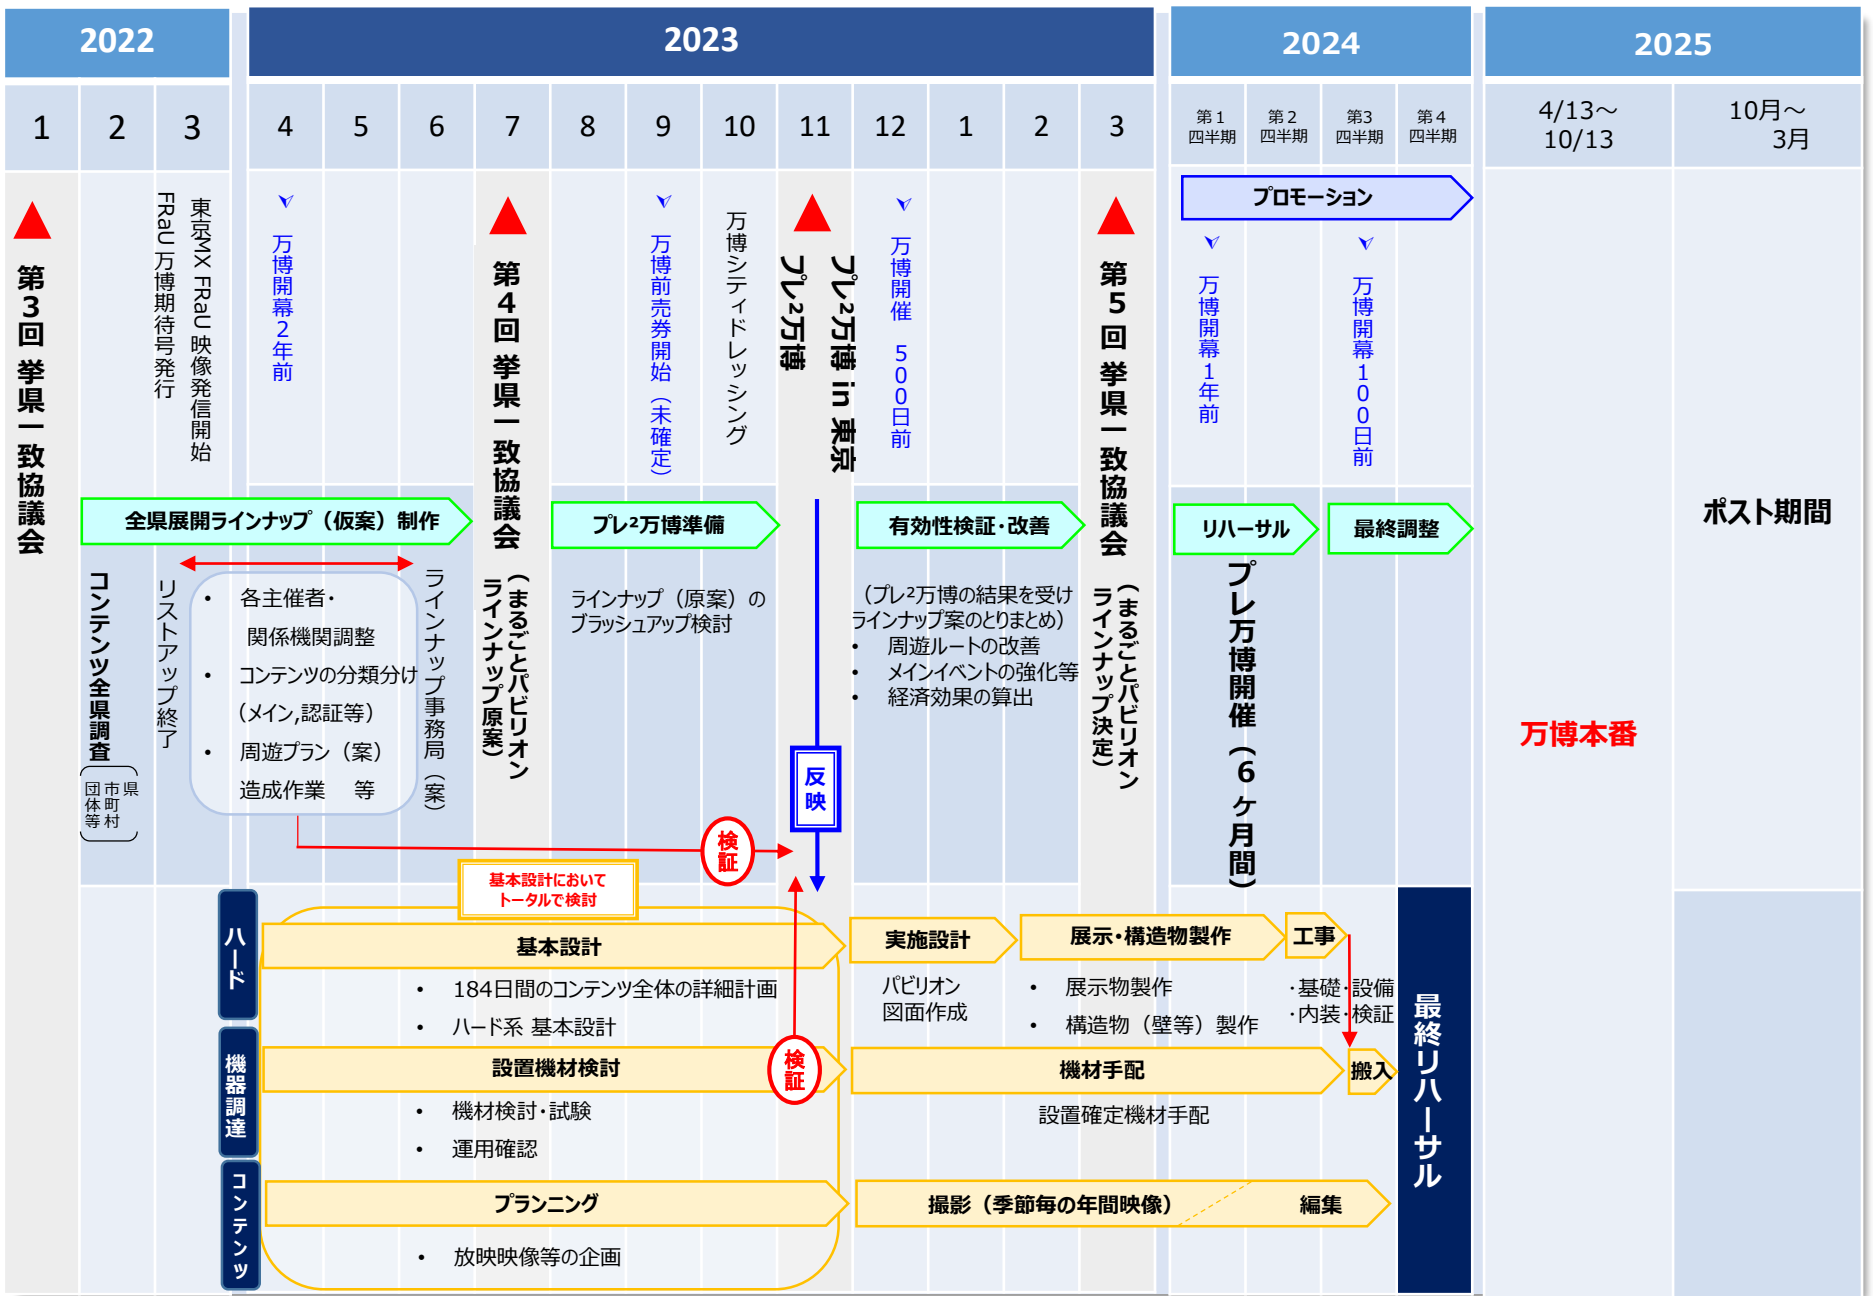 2022
2023
2024
2025
1
2
3
4
5
6
7
8
9
10
11
12
1
2
3
第1
四半期
第2
四半期
第3
四半期
第4
四半期
4/13～
10/13
10月～
3月
第3回 挙県一致協議会
FRaU 万博期待号発行
東京MX FRaU 映像発信開始
万博開幕2年前
第4回 挙県一致協議会
(まるごとパビリオン
ラインナップ原案)
万博前売券開始(未確定)
万博シティドレッシング
プレ²万博
プレ²万博 in 東京
万博開催 500日前
第5回 挙県一致協議会
(まるごとパビリオン
ラインナップ決定)
プロモーション
万博開幕1年前
万博開幕100日前
全県展開ラインナップ(仮案)制作
プレ²万博準備
有効性検証・改善
リハーサル
最終調整
ポスト期間
コンテンツ全県調査
県
市町村
団体等
リストアップ終了
• 各主催者・
関係機関調整
• コンテンツの分類分け
(メイン,認証等)
• 周遊プラン(案)
造成作業 等
ラインナップ事務局(案)
ラインナップ(原案)の
ブラッシュアップ検討
(プレ²万博の結果を受け
ラインナップ案のとりまとめ)
• 周遊ルートの改善
• メインイベントの強化等
• 経済効果の算出
プレ万博開催(6ヶ月間)
万博本番
反映
検証
基本設計において
トータルで検討
ハード
基本設計
実施設計
展示・構造物製作
工事
• 184日間のコンテンツ全体の詳細計画
• ハード系 基本設計
パビリオン
図面作成
• 展示物製作
• 構造物(壁等)製作
・基礎・設備
・内装・検証
最終リハーサル
機器調達
設置機材検討
検証
機材手配
搬入
• 機材検討・試験
• 運用確認
設置確定機材手配
コンテンツ
プランニング
撮影(季節毎の年間映像)
編集
• 放映映像等の企画